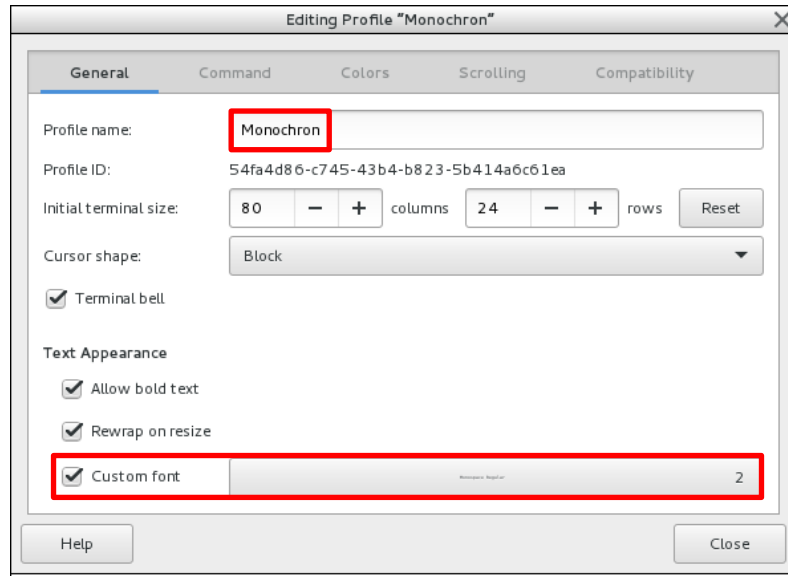 Editing Profile “Monochron”
General Command Colors Scrolling Compatibility
Profile name: Monochron
Profile ID: 54fa4d86-c745-43b4-b823-5b414a6c61ea
Initial terminal size: 80 − + columns 24 − + rows Reset
Cursor shape: Block
Terminal bell
Text Appearance
Allow bold text
Rewrap on resize
Custom font Monospace Regular 2
Help Close